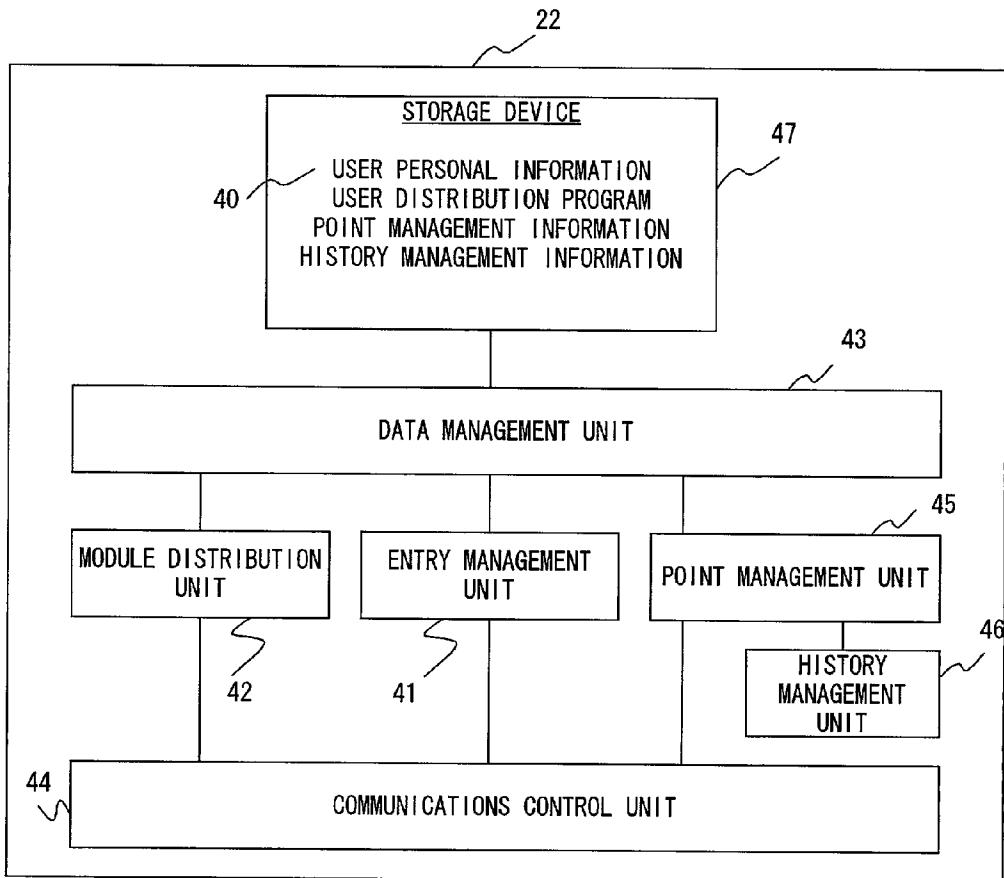 22
STORAGE DEVICE
47
USER PERSONAL INFORMATION
40
USER DISTRIBUTION PROGRAM
POINT MANAGEMENT INFORMATION
HISTORY MANAGEMENT INFORMATION
43
DATA MANAGEMENT UNIT
45
MODULE DISTRIBUTION
UNIT
ENTRY MANAGEMENT
UNIT
POINT MANAGEMENT UNIT
42
41
46
HISTORY
MANAGEMENT
UNIT
44
COMMUNICATIONS CONTROL UNIT